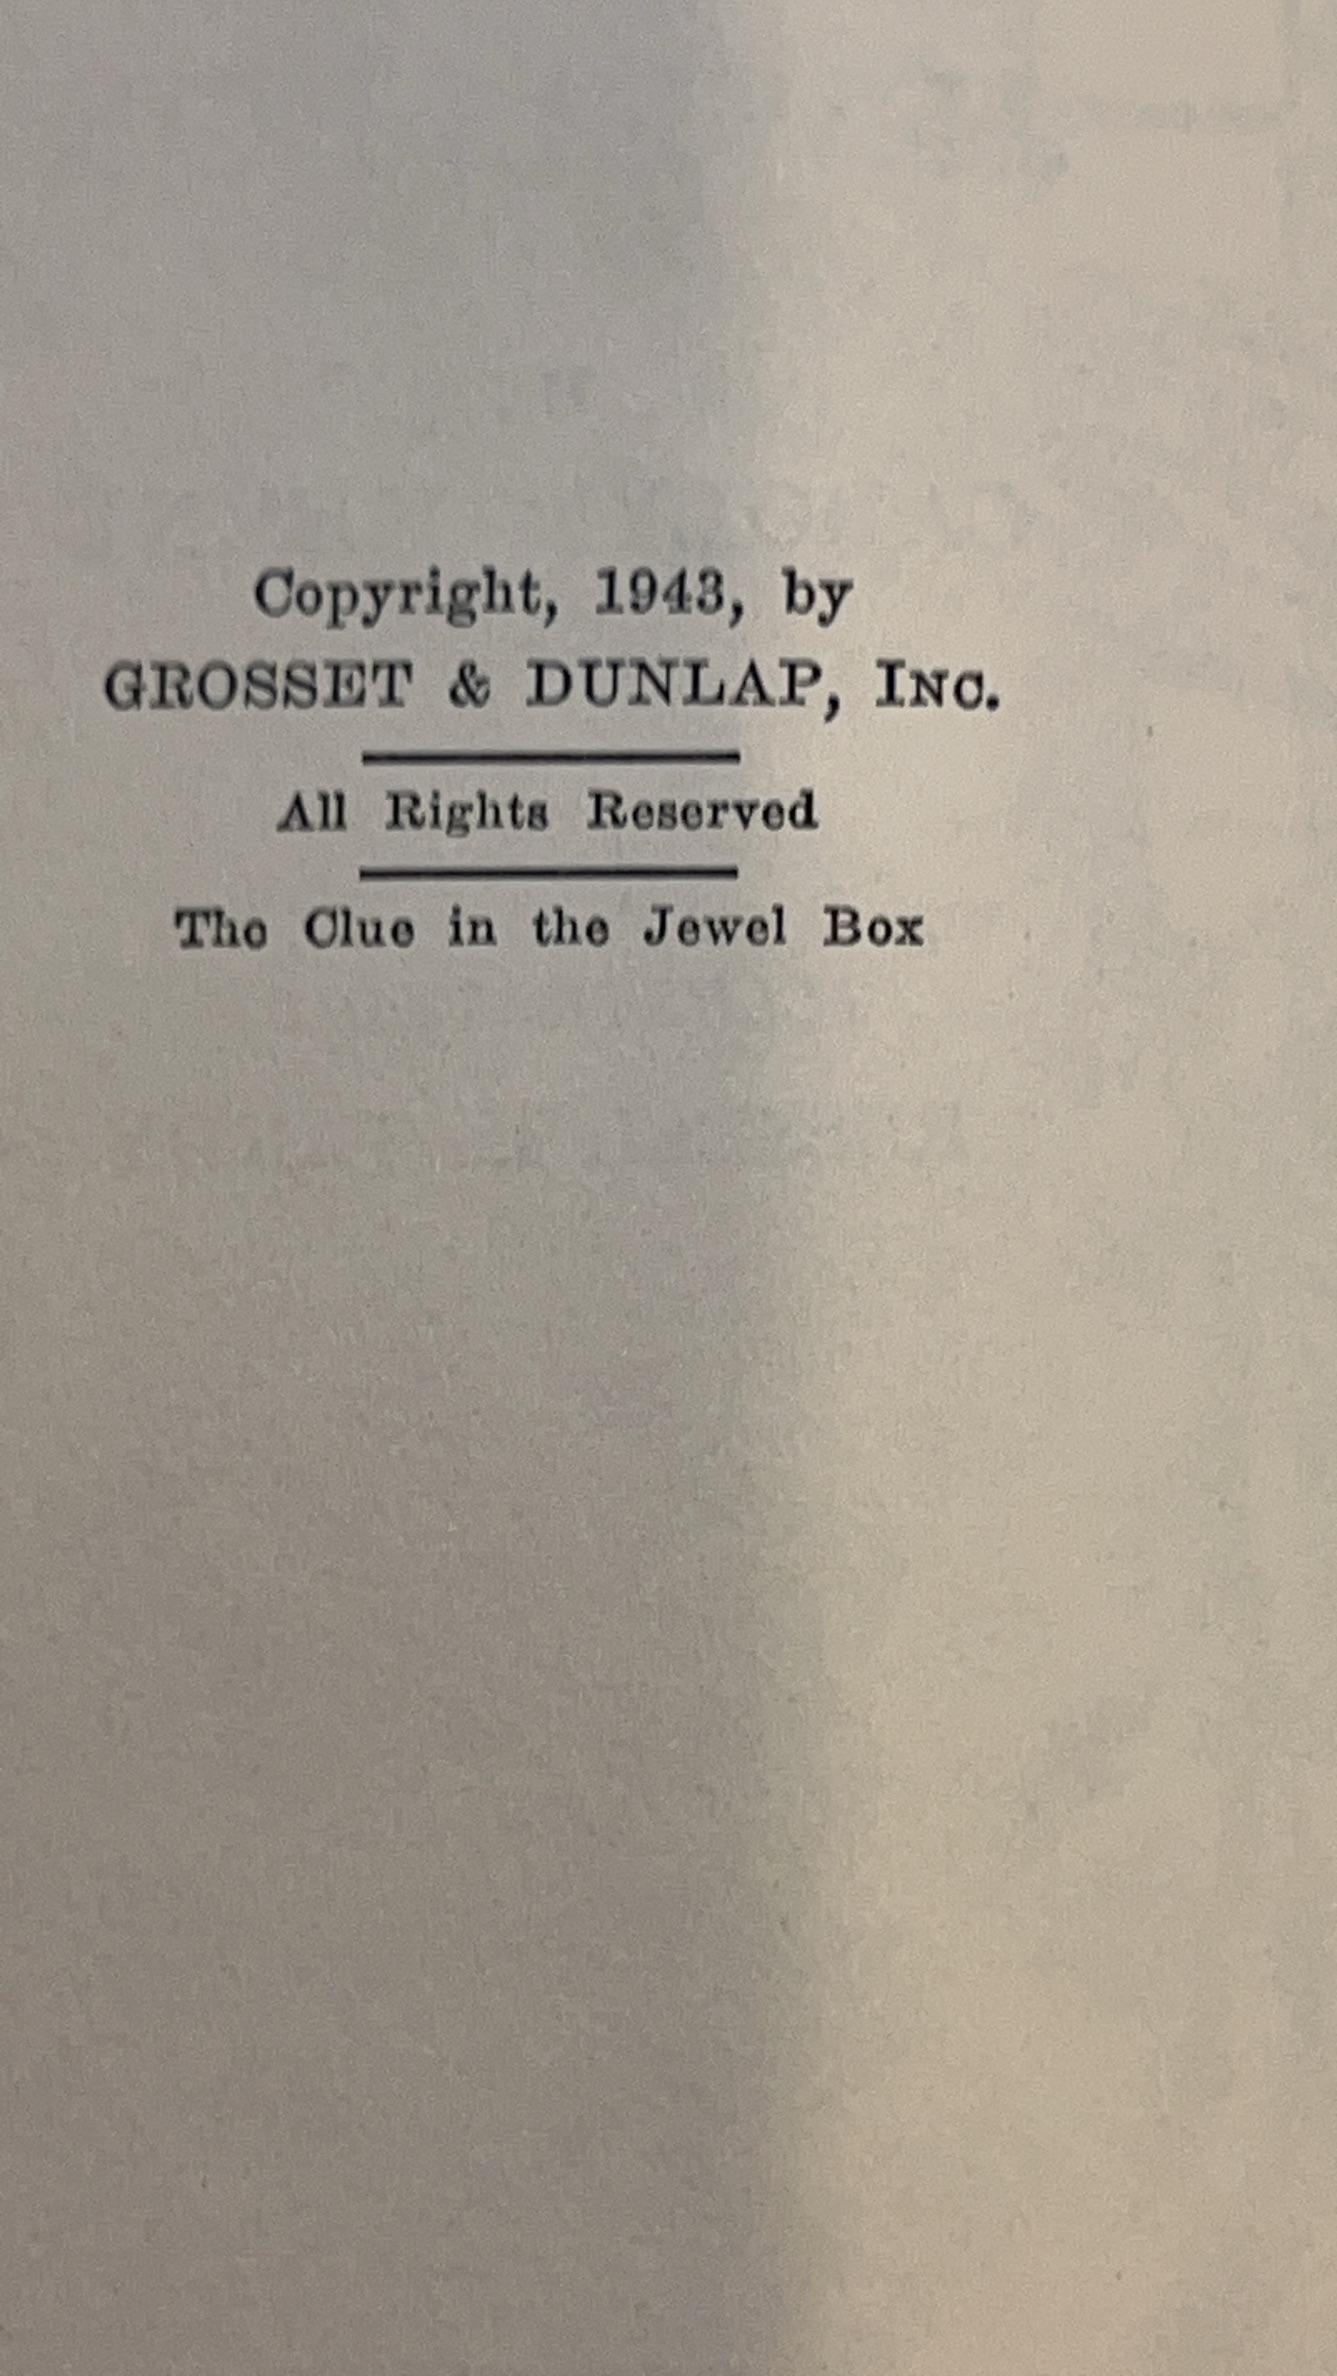 Copyright, 1943, by
GROSSET & DUNLAP, INC.
All Rights Reserved
The Clue in the Jewel Box